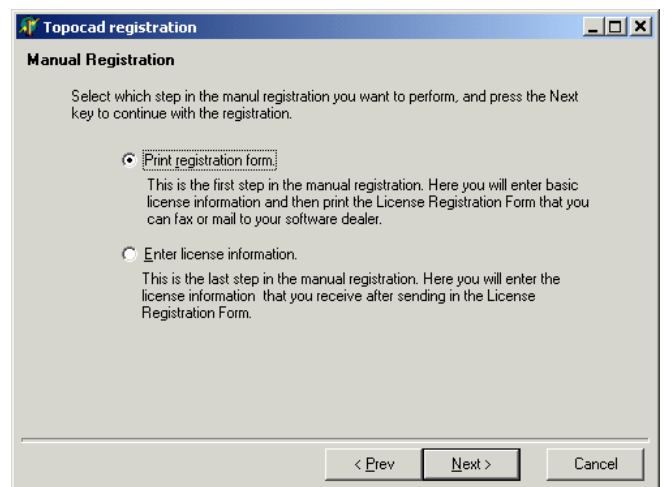 Topocad registration
Manual Registration
Select which step in the manul registration you want to perform, and press the Next
key to continue with the registration.
Print registration form.
This is the first step in the manual registration. Here you will enter basic
license information and then print the License Registration Form that you
can fax or mail to your software dealer.
Enter license information.
This is the last step in the manual registration. Here you will enter the
license information that you receive after sending in the License
Registration Form.
< Prev Next > Cancel